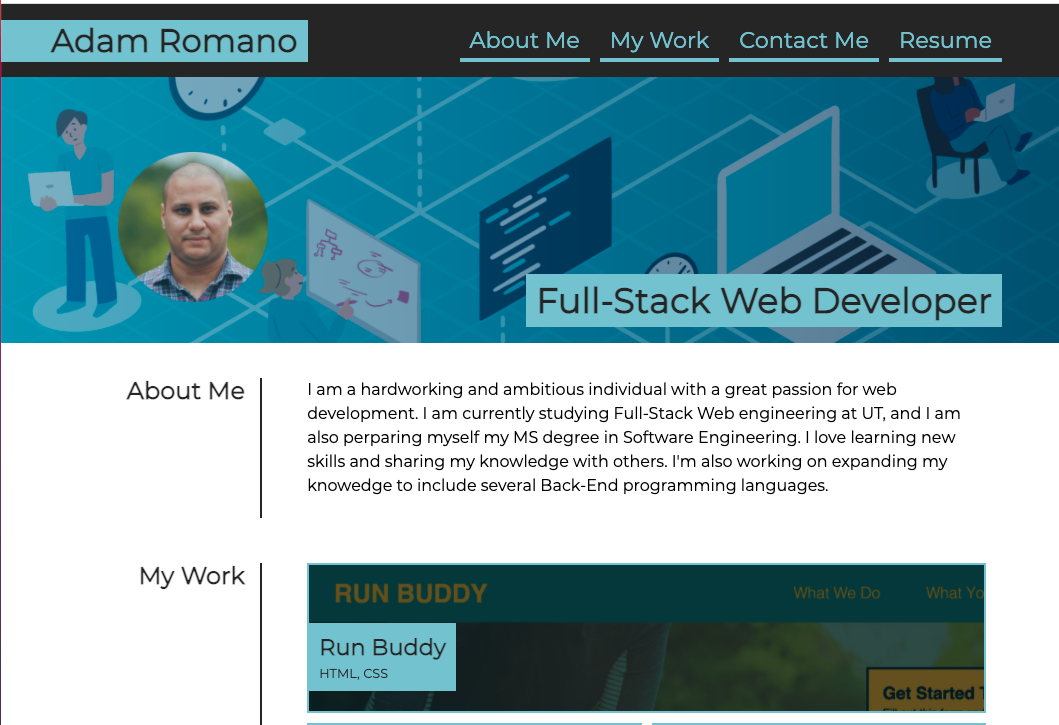 Adam Romano
About Me My Work Contact Me Resume
Full-Stack Web Developer
About Me
I am a hardworking and ambitious individual with a great passion for web
development. I am currently studying Full-Stack Web engineering at UT, and I am
also perparing myself my MS degree in Software Engineering. I love learning new
skills and sharing my knowledge with others. I'm also working on expanding my
knowedge to include several Back-End programming languages.
My Work
RUN BUDDY
What We Do What Yo
Run Buddy
HTML, CSS
Get Started